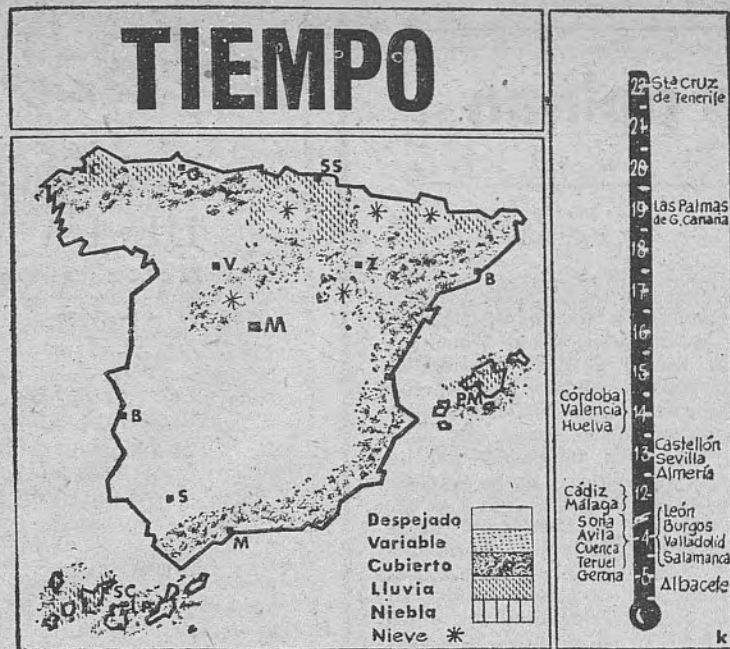 TIEMPO
SS
V
Z
B
M
B
PM
S
M
SC
Despejado
Variable
Cubierto
Lluvia
Niebla
Nieve
22 Sta Cruz
de Tenerife
21
20
19 Las Palmas
de G. Canaria
18
17
16
15
Córdoba
Valencia 14
Huelva
13 Castellón
Sevilla
Almería
Cádiz 12
Málaga
Soria León
Avila Burgos
Cuenca -4 Valladolid
Teruel Salamanca
Gerona
Albacete
k